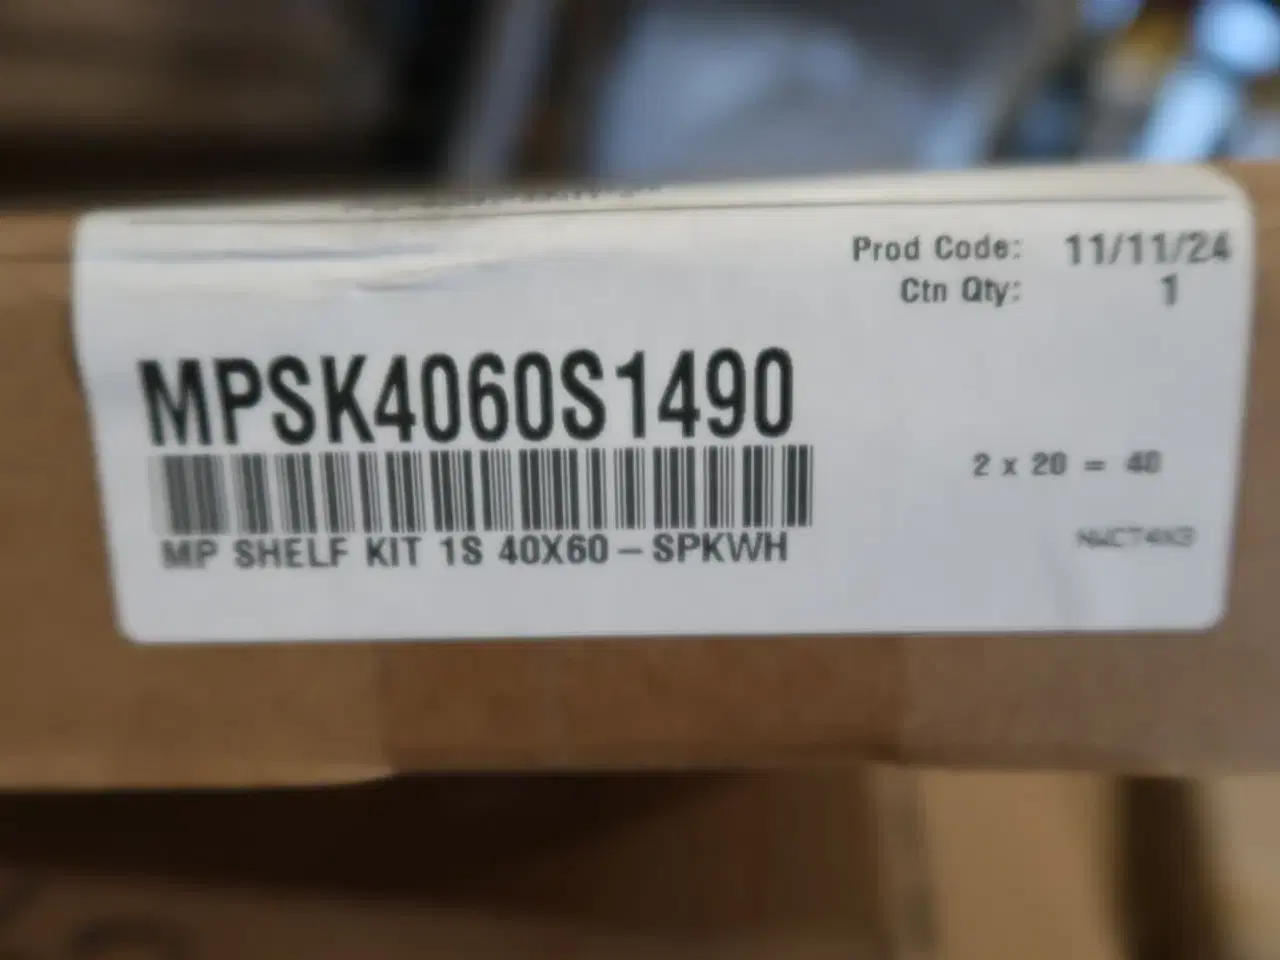 Prod Code: 11/11/24
Ctn Qty: 1
MPSK4060S1490
2 x 20 = 40
MP SHELF KIT 1S 40X60 – SPKWH